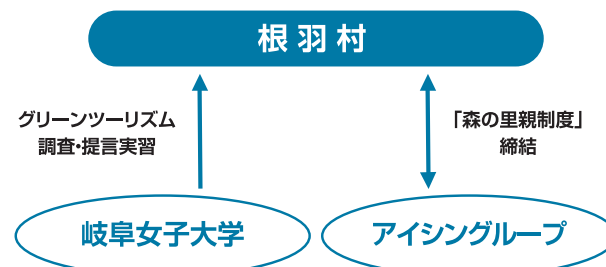 根羽村
グリーンツーリズム
調査・提言実習
「森の里親制度」
締結
岐阜女子大学
アイシングループ